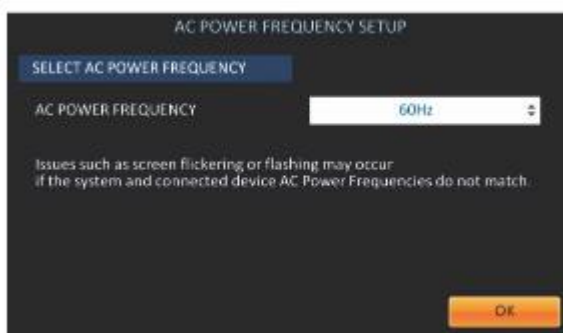 AC POWER FREQUENCY SETUP
SELECT AC POWER FREQUENCY
AC POWER FREQUENCY
60Hz
Issues such as screen flickering or flashing may occur
if the system and connected device AC Power Frequencies do not match.
OK